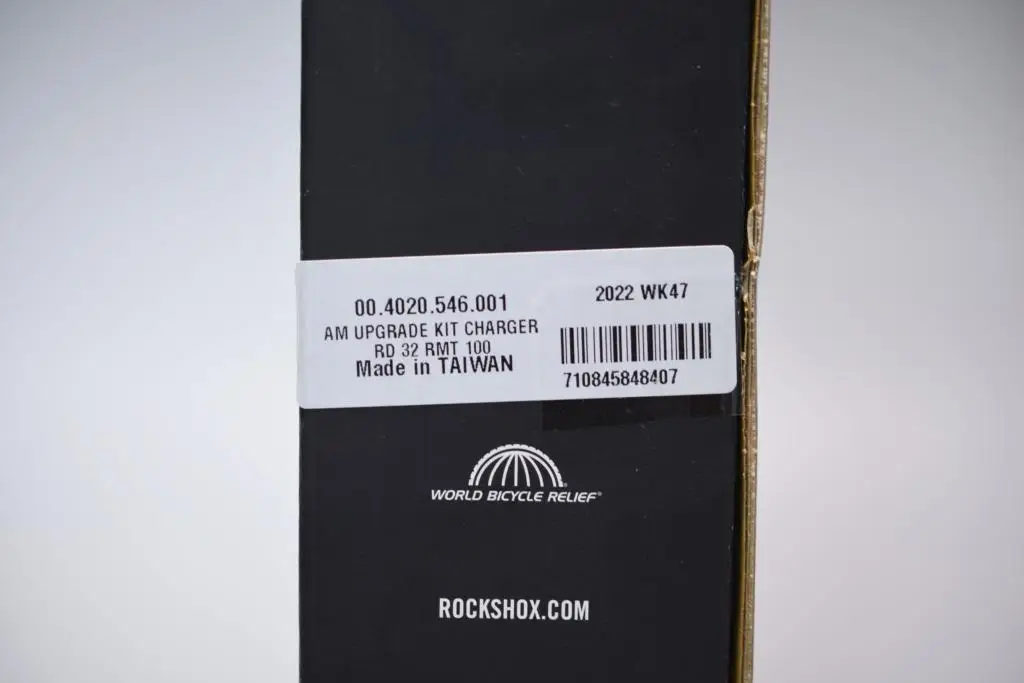 00.4020.546.001
AM UPGRADE KIT CHARGER
RD 32 RMT 100
Made in TAIWAN
2022 WK47
710845848407
WORLD BICYCLE RELIEF®
ROCKSHOX.COM